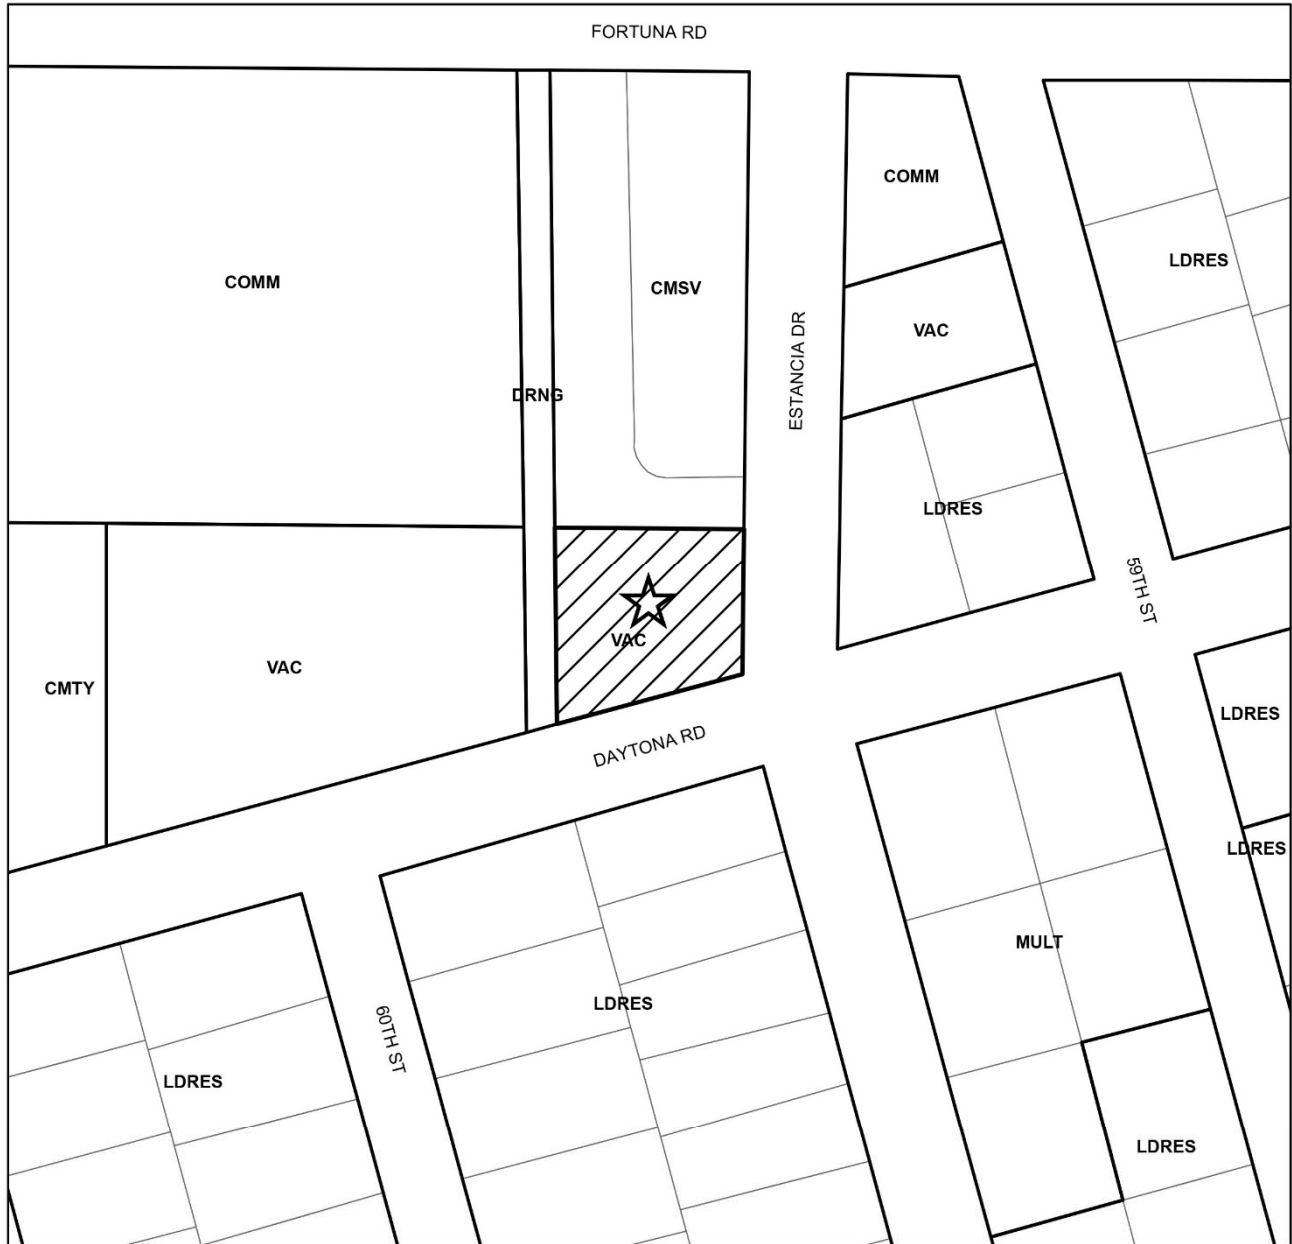 FORTUNA RD
COMM
LDRES
COMM
CMSV
VAC
ESTANCIA DR
DRNG
LDRES
59TH ST
VAC
VAC
CMTY
LDRES
DAYTONA RD
LDRES
MULT
LDRES
60TH ST
LDRES
LDRES